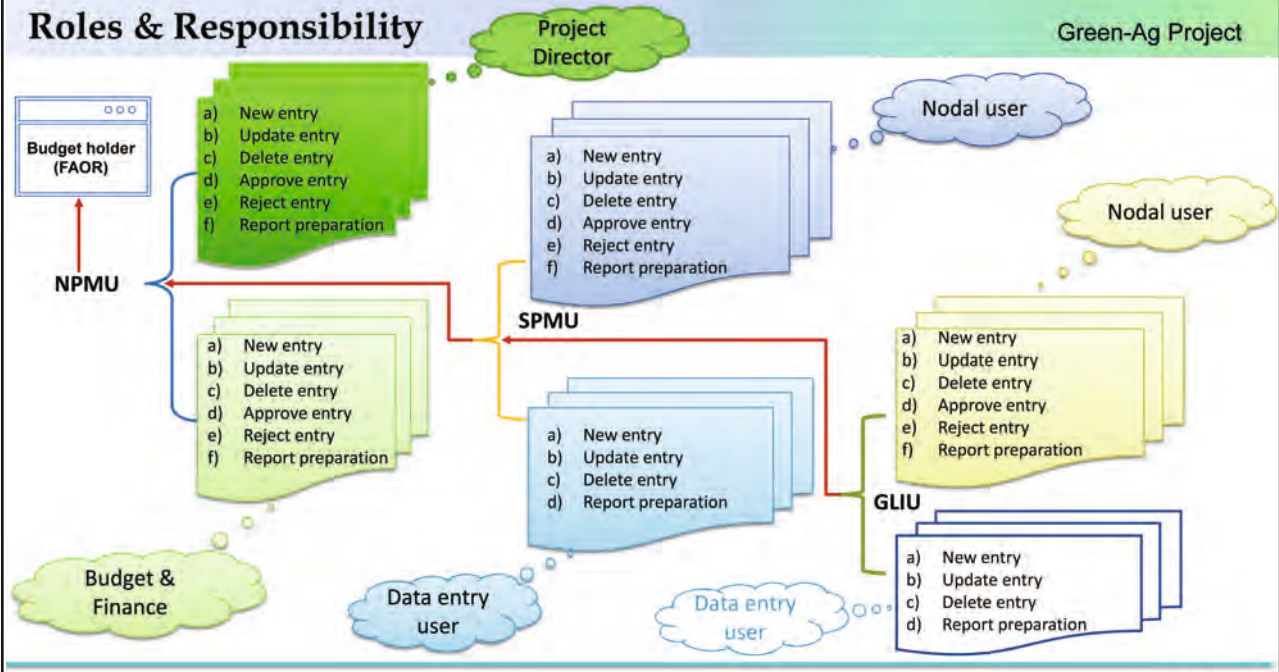 Roles & Responsibility
Green-Ag Project
Project
Director
Budget holder
(FAOR)
a) New entry
b) Update entry
c) Delete entry
d) Approve entry
e) Reject entry
f) Report preparation
Nodal user
a) New entry
b) Update entry
c) Delete entry
d) Approve entry
e) Reject entry
f) Report preparation
Nodal user
NPMU
SPMU
a) New entry
b) Update entry
c) Delete entry
d) Approve entry
e) Reject entry
f) Report preparation
a) New entry
b) Update entry
c) Delete entry
d) Approve entry
e) Reject entry
f) Report preparation
a) New entry
b) Update entry
c) Delete entry
d) Report preparation
GLIU
a) New entry
b) Update entry
c) Delete entry
d) Report preparation
Budget &
Finance
Data entry
user
Data entry
user